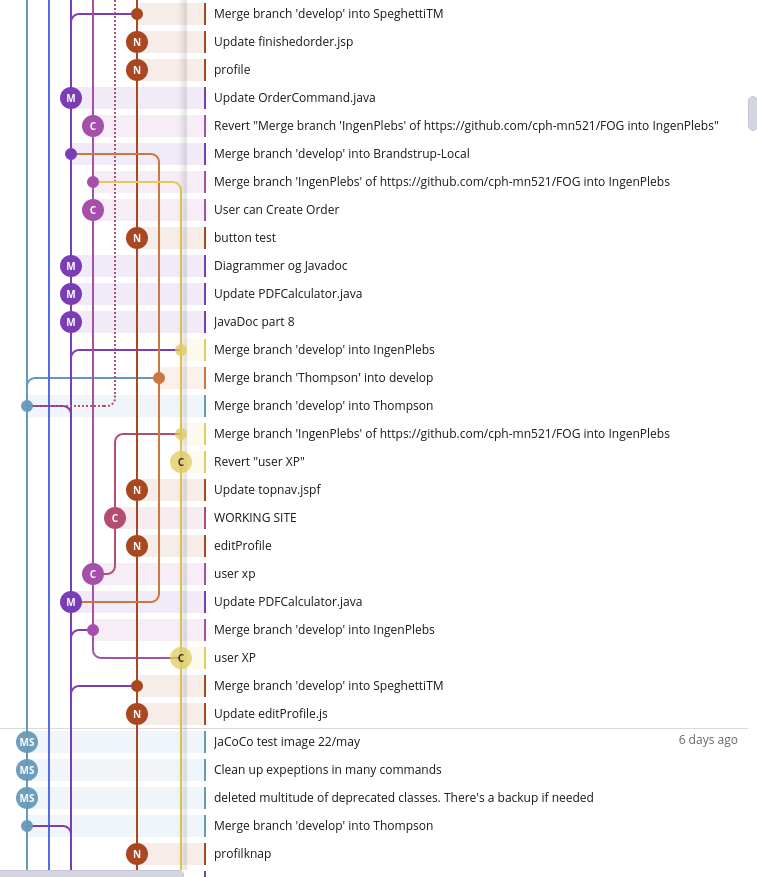 Merge branch 'develop' into SpeghettiTM
N Update finishedorder.jsp
N profile
M Update OrderCommand.java
C Revert "Merge branch 'IngenPlebs' of https://github.com/cph-mn521/FOG into IngenPlebs"
Merge branch 'develop' into Brandstrup-Local
Merge branch 'IngenPlebs' of https://github.com/cph-mn521/FOG into IngenPlebs
C User can Create Order
N button test
M Diagrammer og Javadoc
M Update PDFCalculator.java
M JavaDoc part 8
Merge branch 'develop' into IngenPlebs
Merge branch 'Thompson' into develop
Merge branch 'develop' into Thompson
Merge branch 'IngenPlebs' of https://github.com/cph-mn521/FOG into IngenPlebs
C Revert "user XP"
N Update topnav.jspf
C WORKING SITE
N editProfile
C user xp
M Update PDFCalculator.java
Merge branch 'develop' into IngenPlebs
C user XP
Merge branch 'develop' into SpeghettiTM
N Update editProfile.js
MS JaCoCo test image 22/may 6 days ago
MS Clean up expeptions in many commands
MS deleted multitude of deprecated classes. There's a backup if needed
Merge branch 'develop' into Thompson
N profilknap